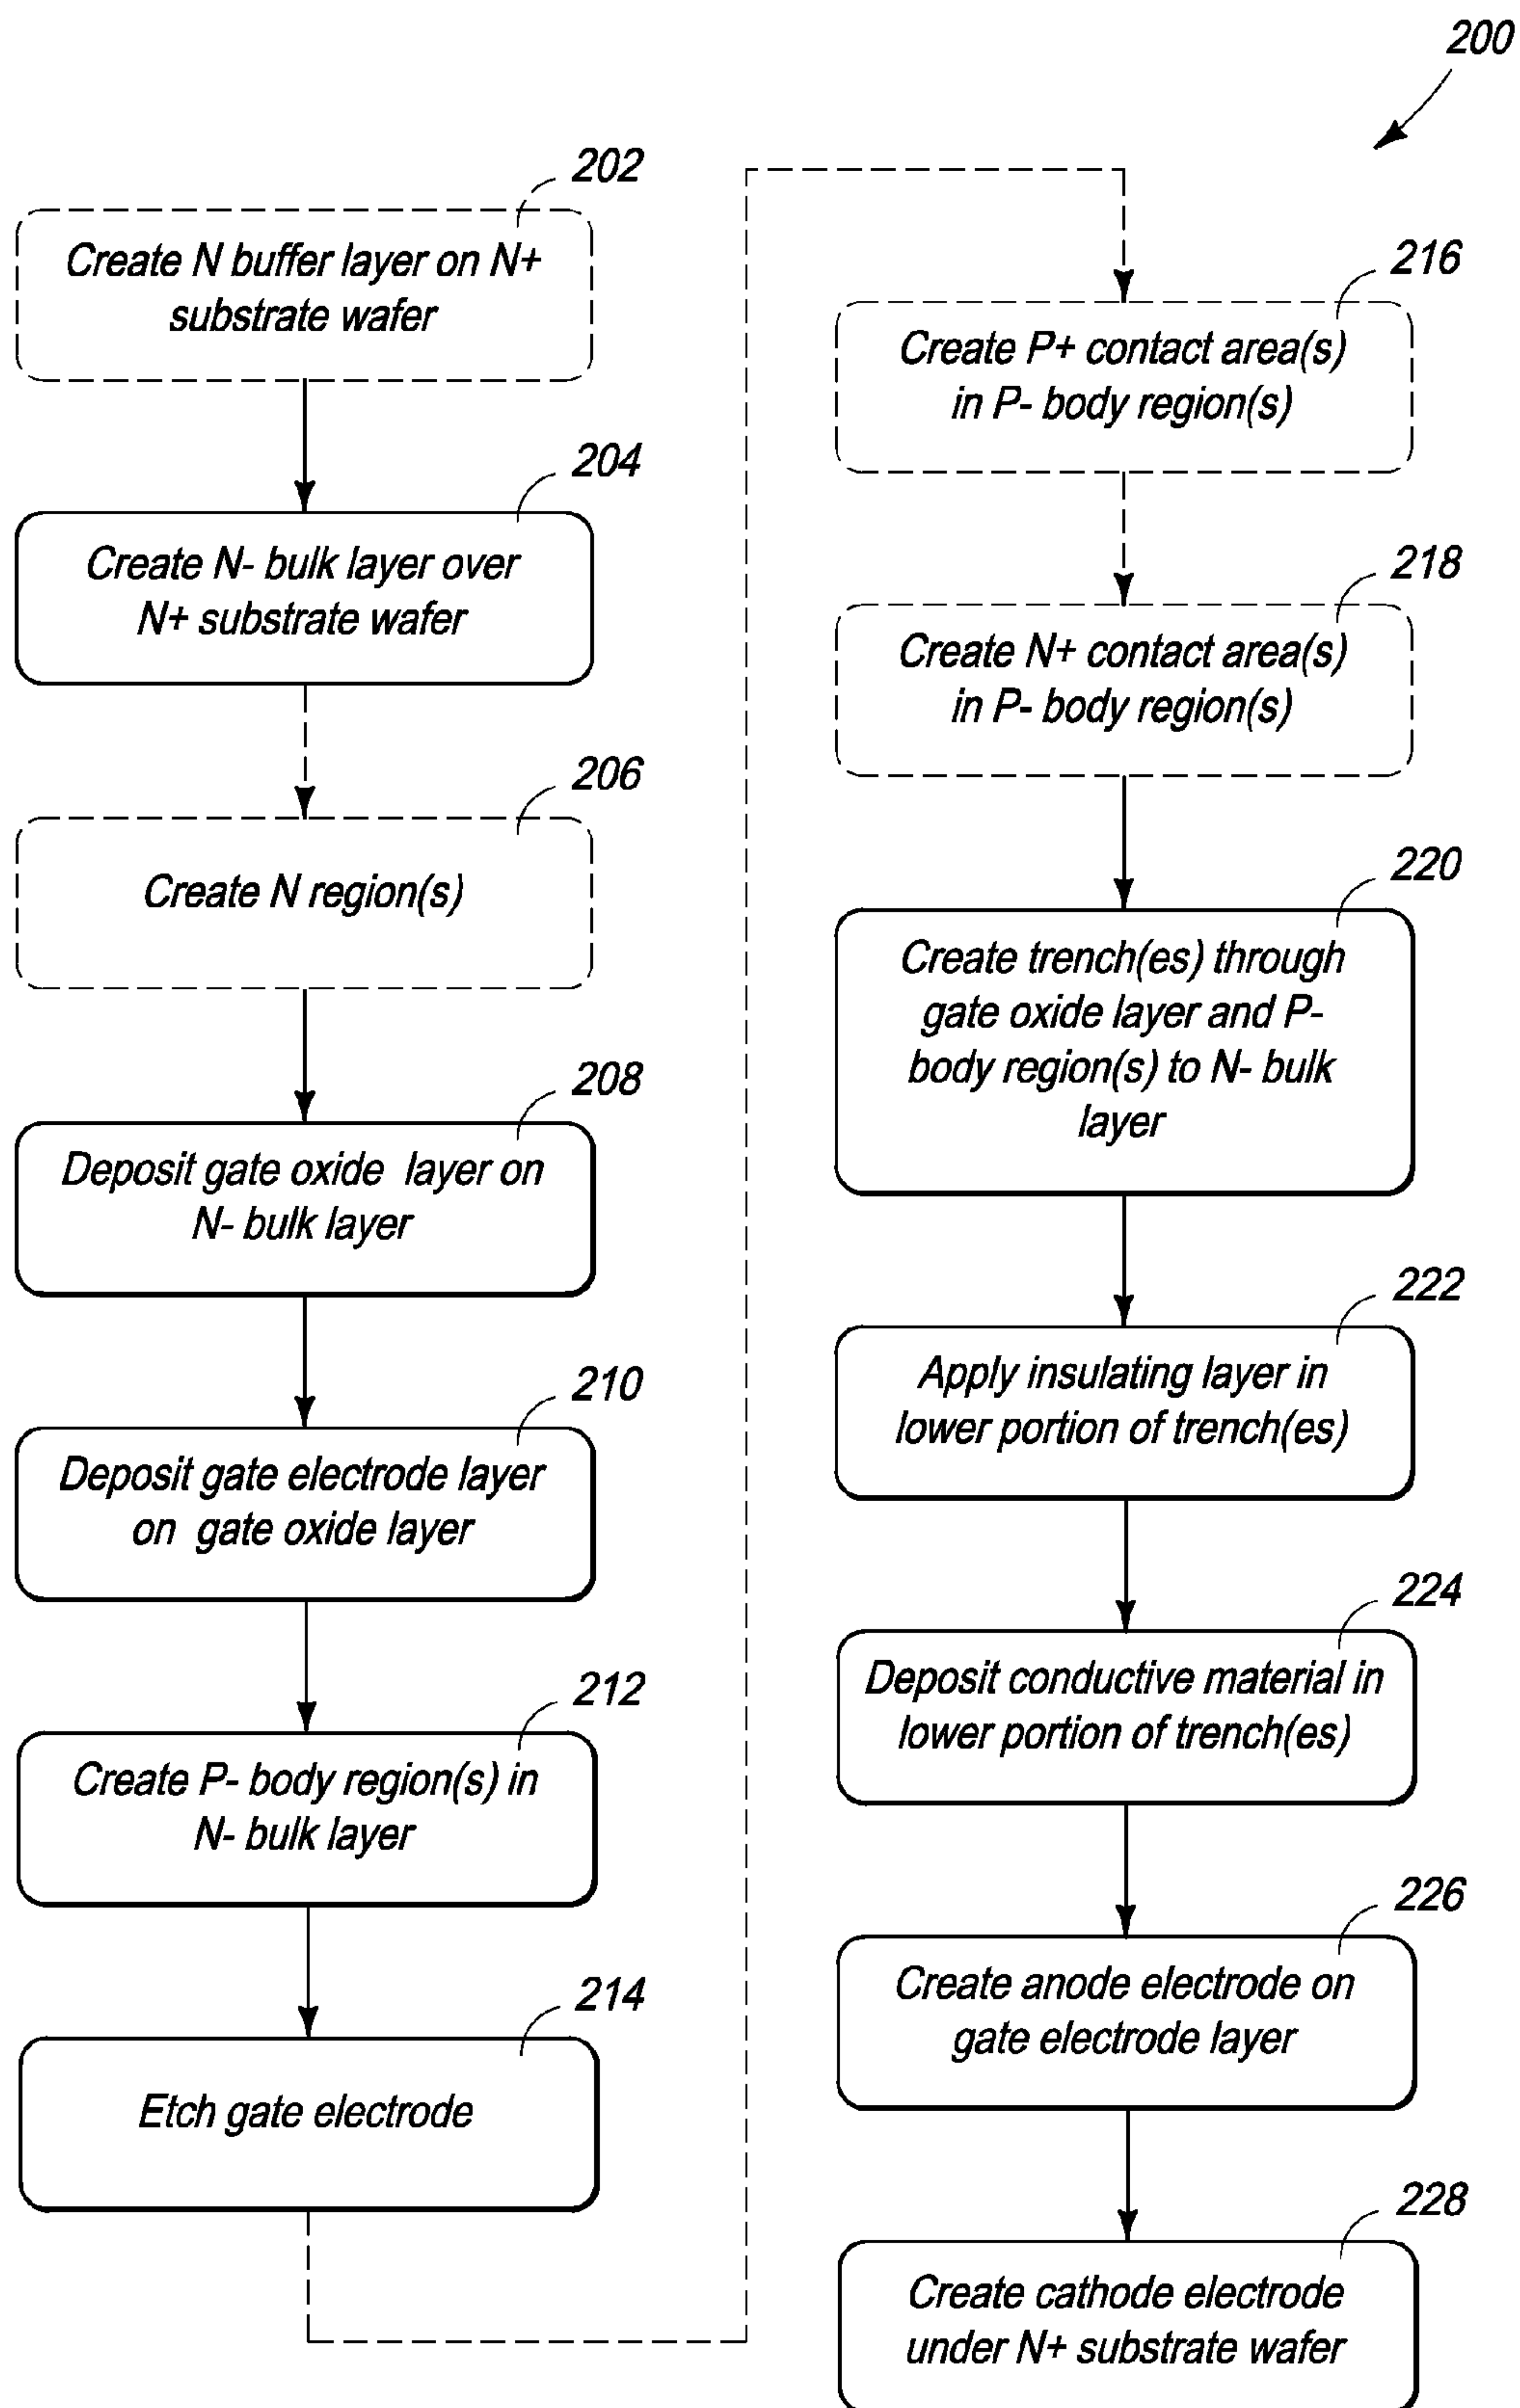 200
202
Create N buffer layer on N+
substrate wafer
204
Create N- bulk layer over
N+ substrate wafer
206
Create N region(s)
208
Deposit gate oxide layer on
N- bulk layer
210
Deposit gate electrode layer
on gate oxide layer
212
Create P- body region(s) in
N- bulk layer
214
Etch gate electrode
216
Create P+ contact area(s)
in P- body region(s)
218
Create N+ contact area(s)
in P- body region(s)
220
Create trench(es) through
gate oxide layer and P-
body region(s) to N- bulk
layer
222
Apply insulating layer in
lower portion of trench(es)
224
Deposit conductive material in
lower portion of trench(es)
226
Create anode electrode on
gate electrode layer
228
Create cathode electrode
under N+ substrate wafer